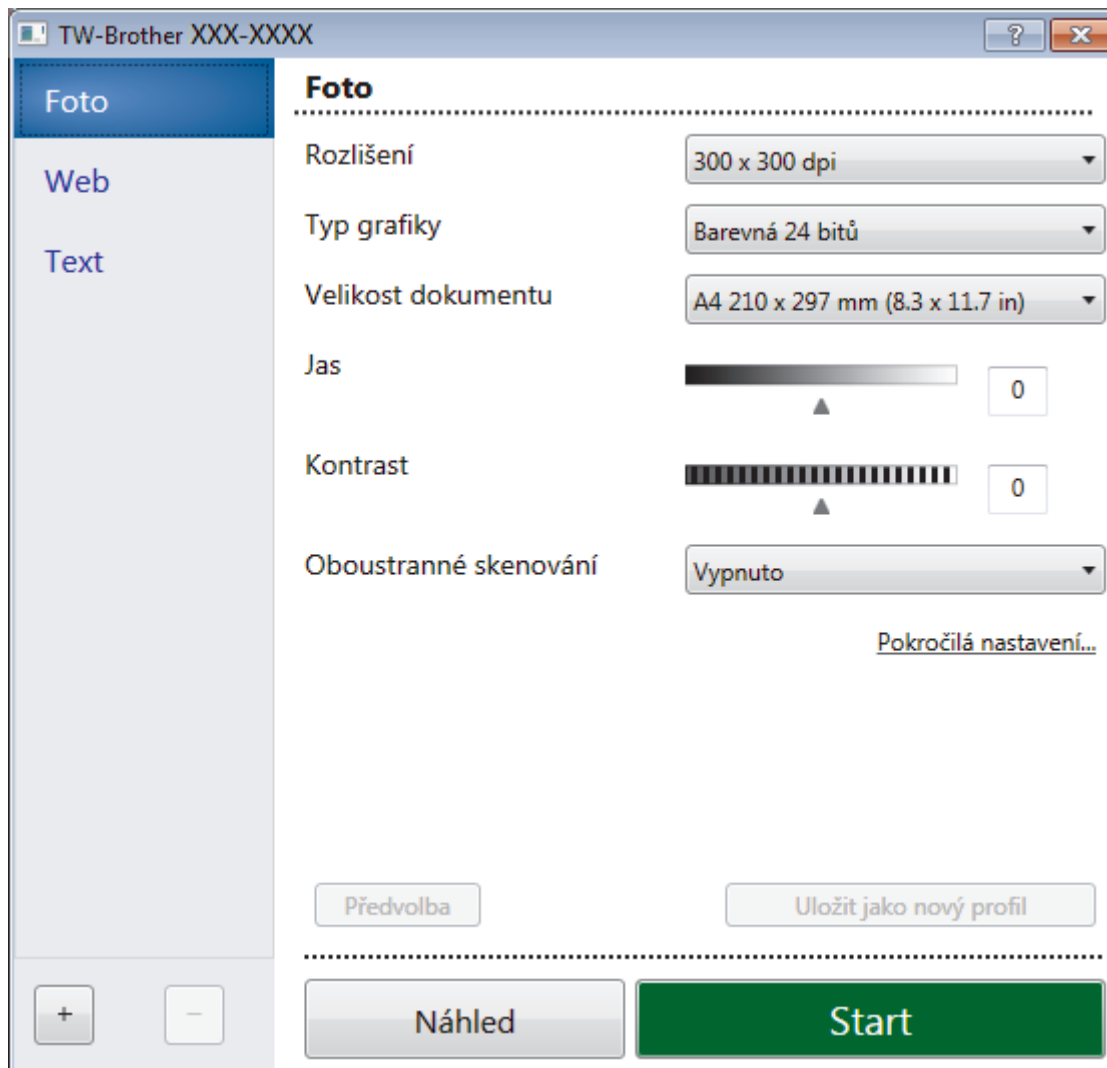 TW-Brother XXX-XXXX
?
Foto
Web
Text
Foto
Rozlišení
300 x 300 dpi
Typ grafiky
Barevná 24 bitů
Velikost dokumentu
A4 210 x 297 mm (8.3 x 11.7 in)
Jas
0
Kontrast
0
Oboustranné skenování
Vypnuto
Pokročilá nastavení...
Předvolba
Uložit jako nový profil
+
−
Náhled
Start